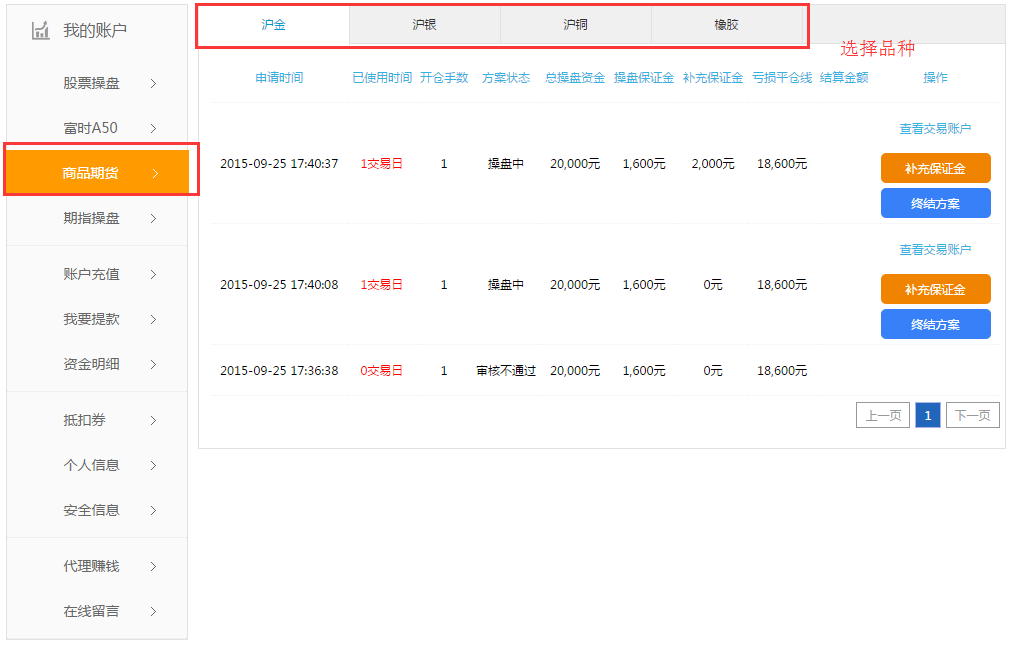 我的账户
股票操盘
富时A50
商品期货
期指操盘
账户充值
我要提款
资金明细
抵扣券
个人信息
安全信息
代理赚钱
在线留言
沪金 沪银 沪铜 橡胶
选择品种
申请时间 已使用时间 开仓手数 方案状态 总操盘资金 操盘保证金 补充保证金 亏损平仓线 结算金额 操作
2015-09-25 17:40:37 1交易日 1 操盘中 20,000元 1,600元 2,000元 18,600元
查看交易账户
补充保证金
终结方案
2015-09-25 17:40:08 1交易日 1 操盘中 20,000元 1,600元 0元 18,600元
查看交易账户
补充保证金
终结方案
2015-09-25 17:36:38 0交易日 1 审核不通过 20,000元 1,600元 0元 18,600元
上一页 1 下一页